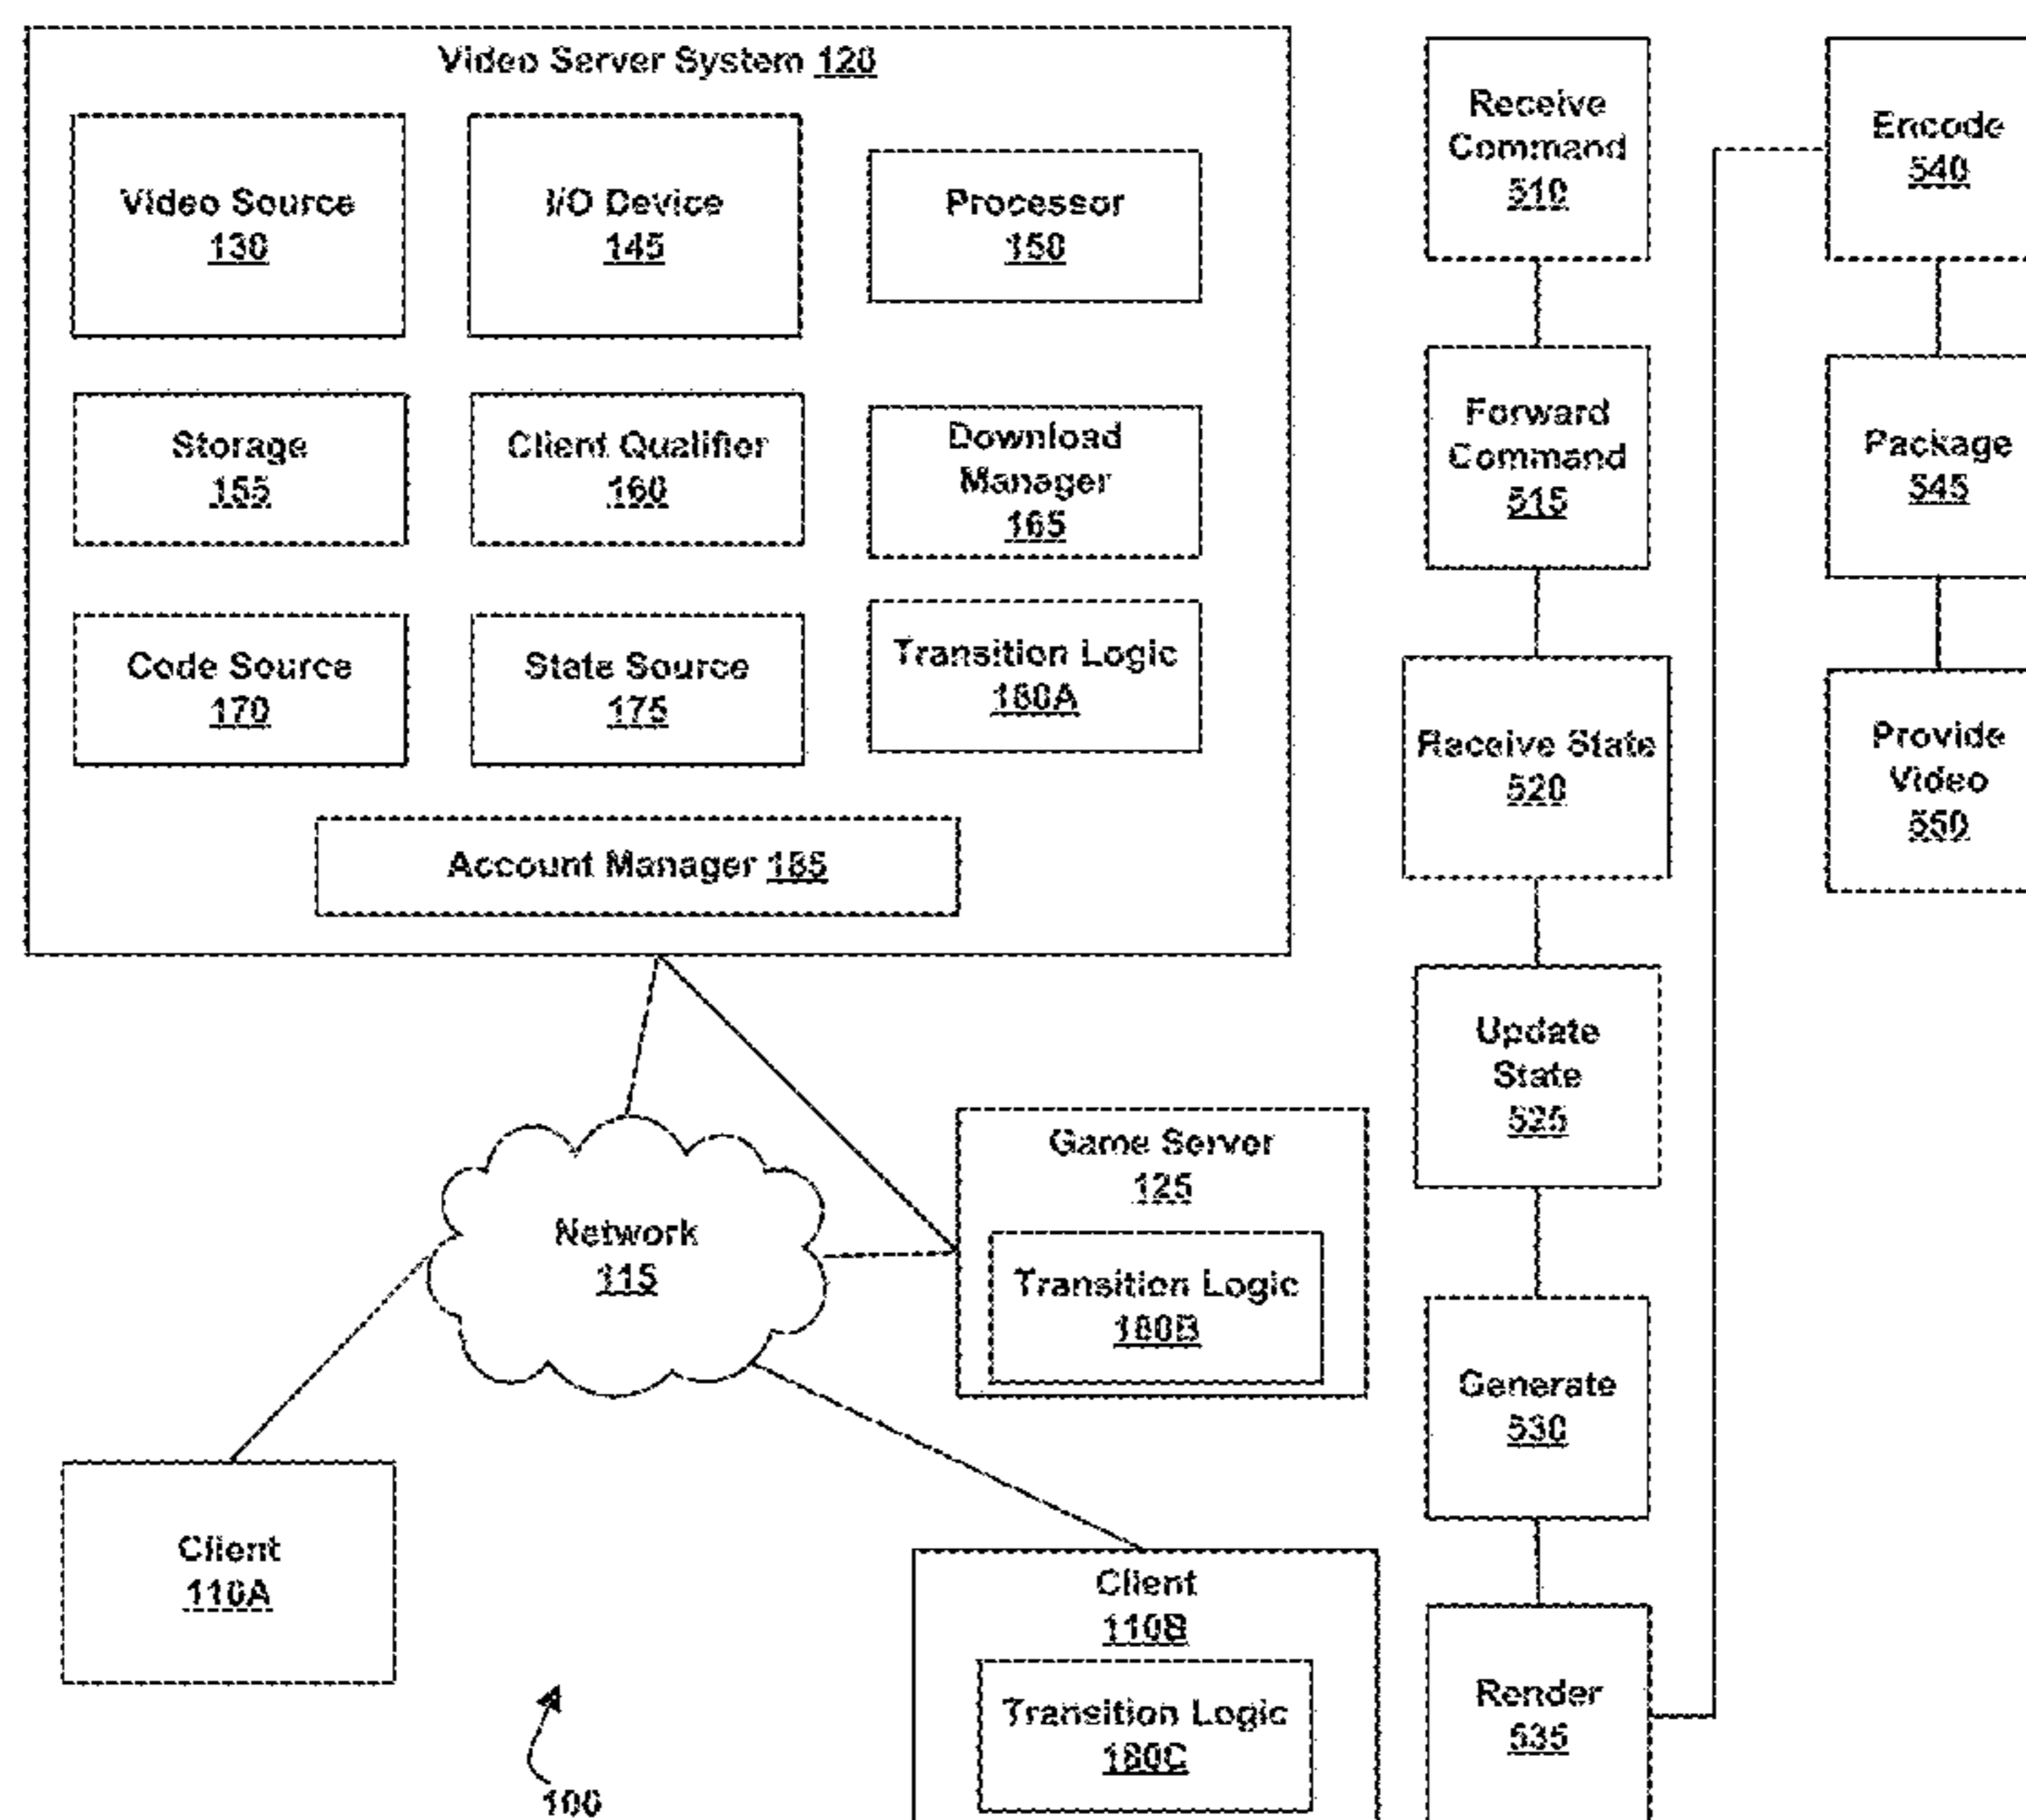 Video Server System 120
Video Source
130
I/O Device
145
Processor
150
Storage
155
Client Qualifier
160
Download
Manager
165
Code Source
170
State Source
175
Transition Logic
180A
Account Manager 185
Network
115
Game Server
125
Transition Logic
180B
Client
110A
Client
110B
Transition Logic
180C
100
Receive
Command
510
Forward
Command
515
Receive State
520
Update
State
525
Generate
530
Render
535
Encode
540
Package
545
Provide
Video
550